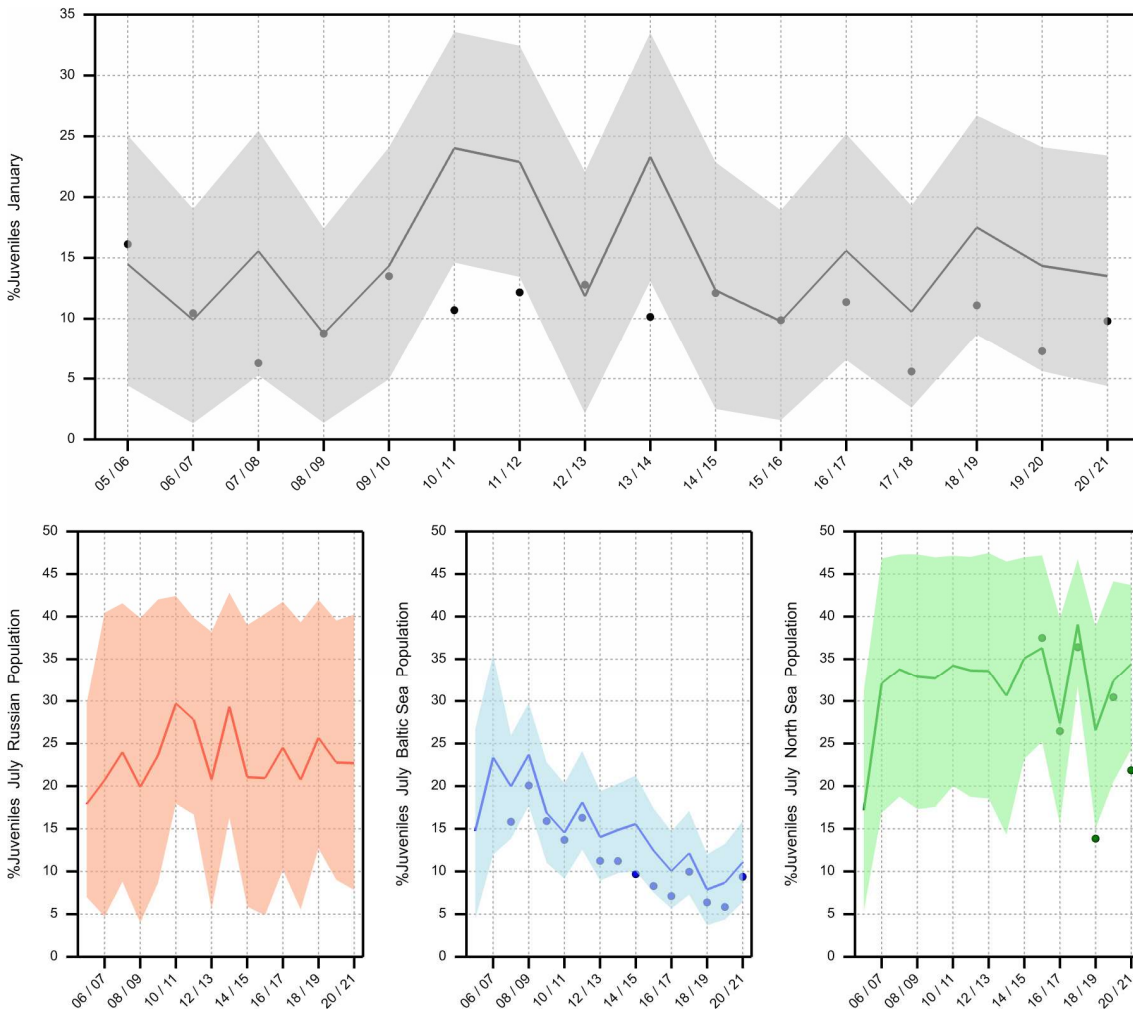 %Juveniles January
35
30
25
20
15
10
5
0
05 / 06
06 / 07
07 / 08
08 / 09
09 / 10
10 / 11
11 / 12
12 / 13
13 / 14
14 / 15
15 / 16
16 / 17
17 / 18
18 / 19
19 / 20
20 / 21
%Juveniles July Russian Population
50
45
40
35
30
25
20
15
10
5
0
06 / 07
08 / 09
10 / 11
12 / 13
14 / 15
16 / 17
18 / 19
20 / 21
%Juveniles July Baltic Sea Population
50
45
40
35
30
25
20
15
10
5
0
06 / 07
08 / 09
10 / 11
12 / 13
14 / 15
16 / 17
18 / 19
20 / 21
%Juveniles July North Sea Population
50
45
40
35
30
25
20
15
10
5
0
06 / 07
08 / 09
10 / 11
12 / 13
14 / 15
16 / 17
18 / 19
20 / 21